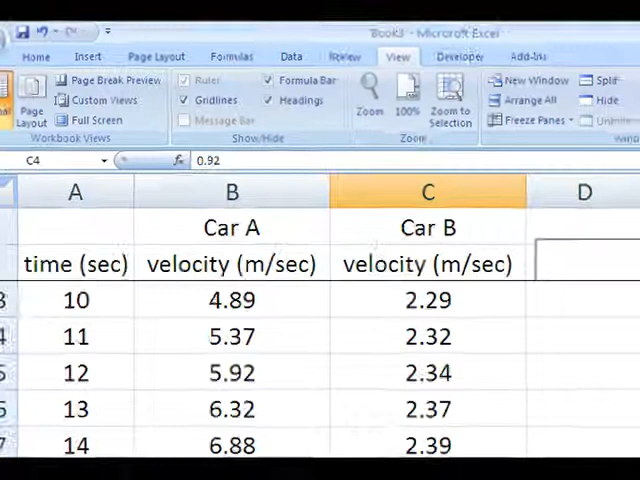 Book3 - Microsoft Excel
Home Insert Page Layout Formulas Data Review View Developer Add-Ins
Page Break Preview
Custom Views
Full Screen
Page
Layout
Workbook Views
Ruler
Gridlines
Message Bar
Formula Bar
Headings
Show/Hide
Zoom
100%
Zoom to
Selection
Zoom
New Window
Arrange All
Freeze Panes
Split
Hide
C4 fx 0.92
A B C D
Car A Car B
time (sec) velocity (m/sec) velocity (m/sec)
10 4.89 2.29
11 5.37 2.32
12 5.92 2.34
13 6.32 2.37
14 6.88 2.39